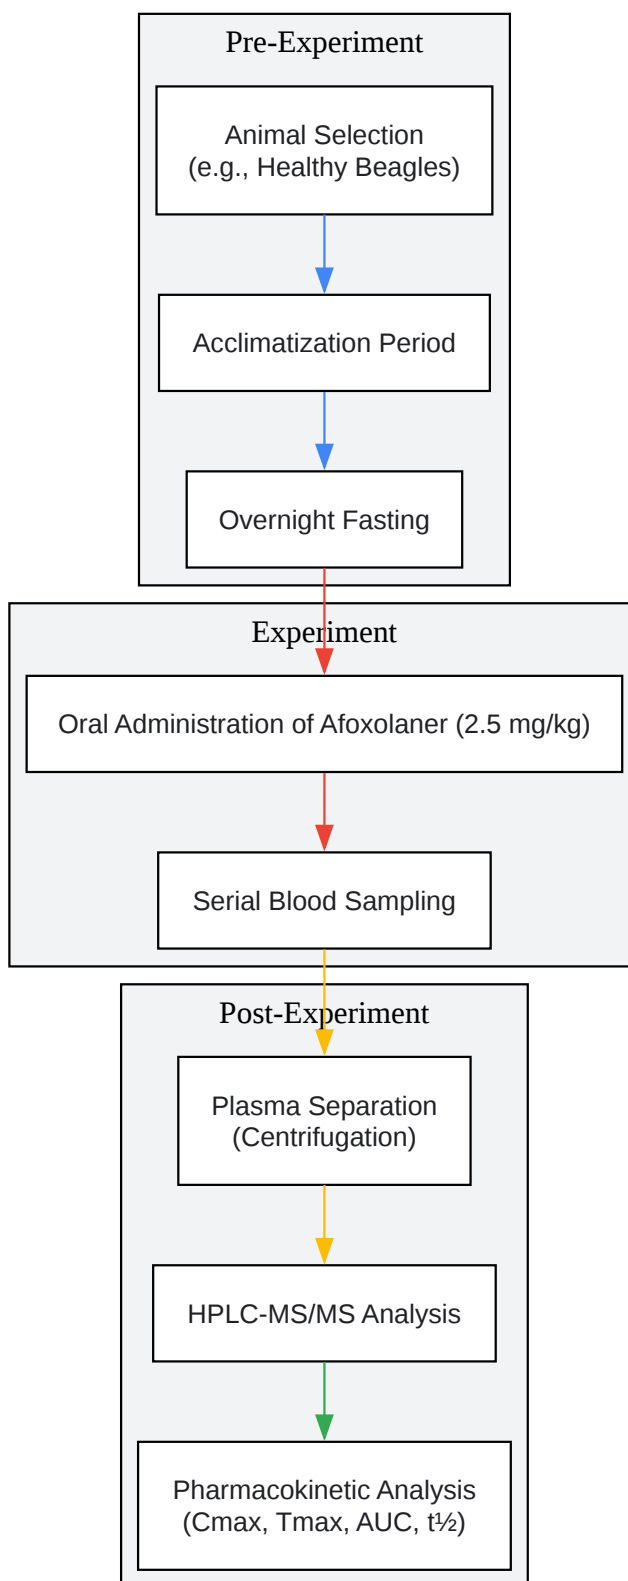 Pre-Experiment
Animal Selection
(e.g., Healthy Beagles)
Acclimatization Period
Overnight Fasting
Experiment
Oral Administration of Afoxolaner (2.5 mg/kg)
Serial Blood Sampling
Post-Experiment
Plasma Separation
(Centrifugation)
HPLC-MS/MS Analysis
Pharmacokinetic Analysis
(Cmax, Tmax, AUC, t½)